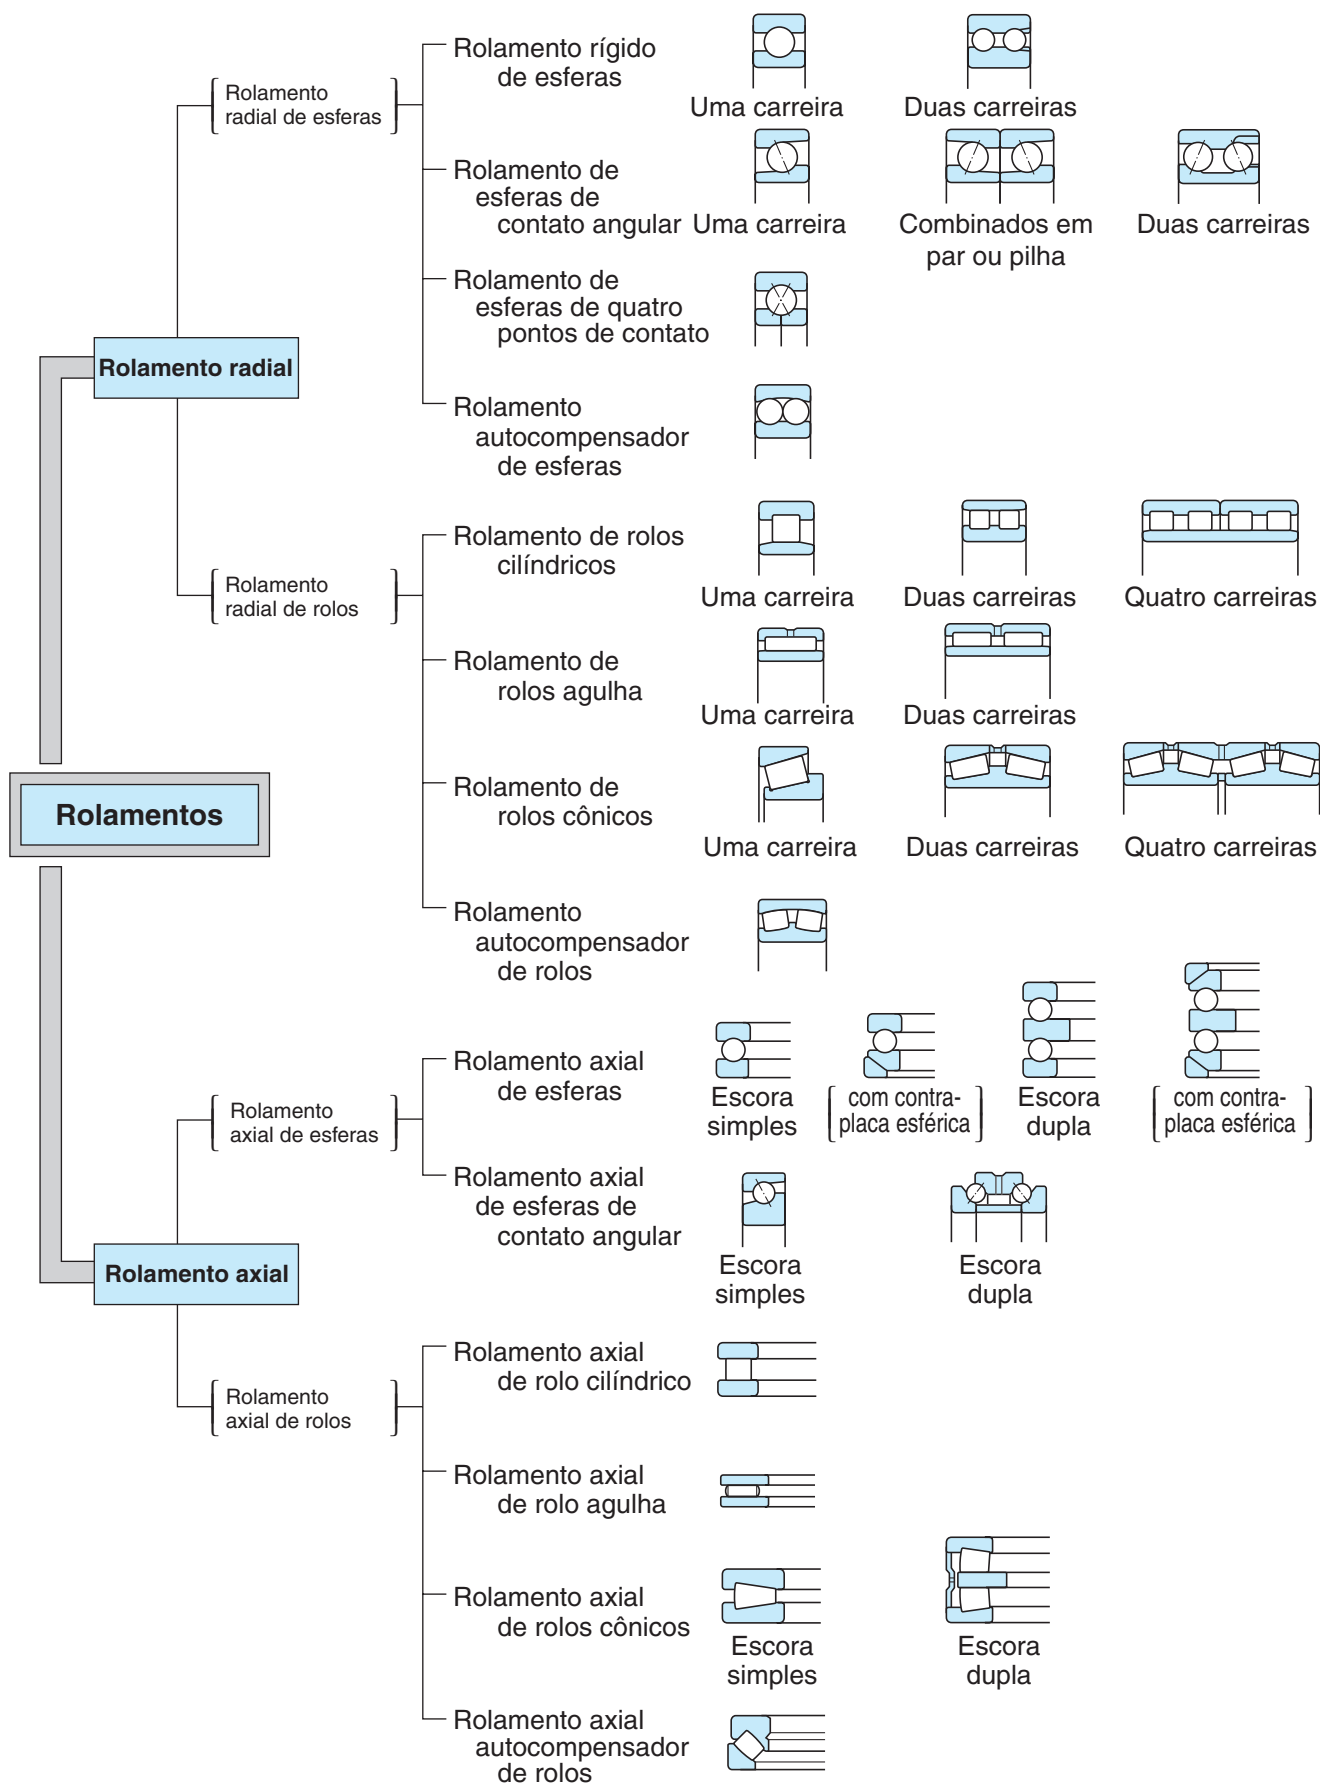 Rolamento rígido
de esferas
Uma carreira
Duas carreiras
Rolamento
radial de esferas
Rolamento de
esferas de
contato angular
Uma carreira
Combinados em
par ou pilha
Duas carreiras
Rolamento de
esferas de quatro
pontos de contato
Rolamento radial
Rolamento
autocompensador
de esferas
Rolamento de rolos
cilíndricos
Uma carreira
Duas carreiras
Quatro carreiras
Rolamento
radial de rolos
Rolamento de
rolos agulha
Uma carreira
Duas carreiras
Rolamento de
rolos cônicos
Uma carreira
Duas carreiras
Quatro carreiras
Rolamentos
Rolamento
autocompensador
de rolos
Rolamento axial
de esferas
Escora
simples
com contra-
placa esférica
Escora
dupla
com contra-
placa esférica
Rolamento
axial de esferas
Rolamento axial
de esferas de
contato angular
Escora
simples
Escora
dupla
Rolamento axial
Rolamento axial
de rolo cilíndrico
Rolamento
axial de rolos
Rolamento axial
de rolo agulha
Rolamento axial
de rolos cônicos
Escora
simples
Escora
dupla
Rolamento axial
autocompensador
de rolos